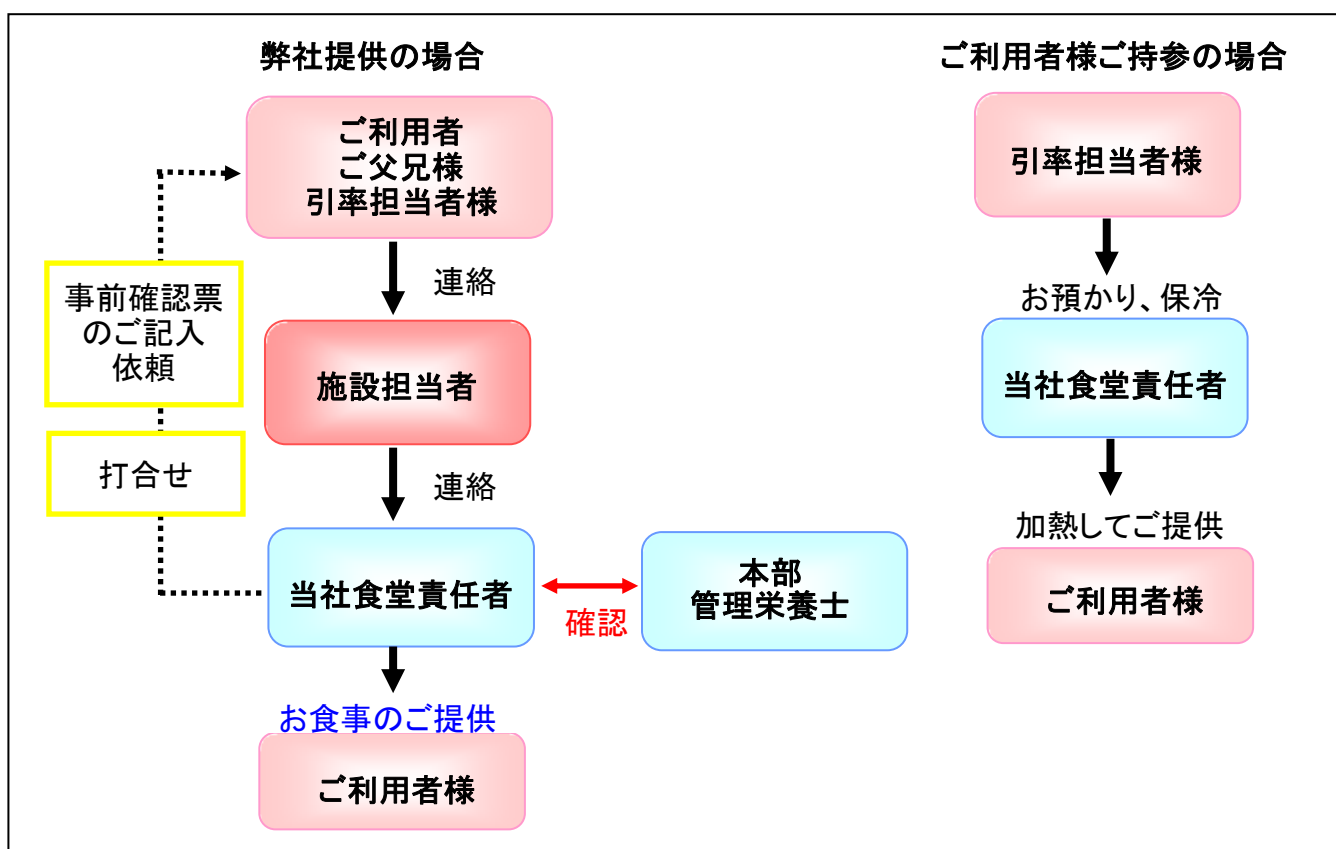 弊社提供の場合
ご利用者
ご父兄様
引率担当者様
連絡
事前確認票
のご記入
依頼
施設担当者
打合せ
連絡
当社食堂責任者
確認
本部
管理栄養士
お食事のご提供
ご利用者様
ご利用者様ご持参の場合
引率担当者様
お預かり、保冷
当社食堂責任者
加熱してご提供
ご利用者様